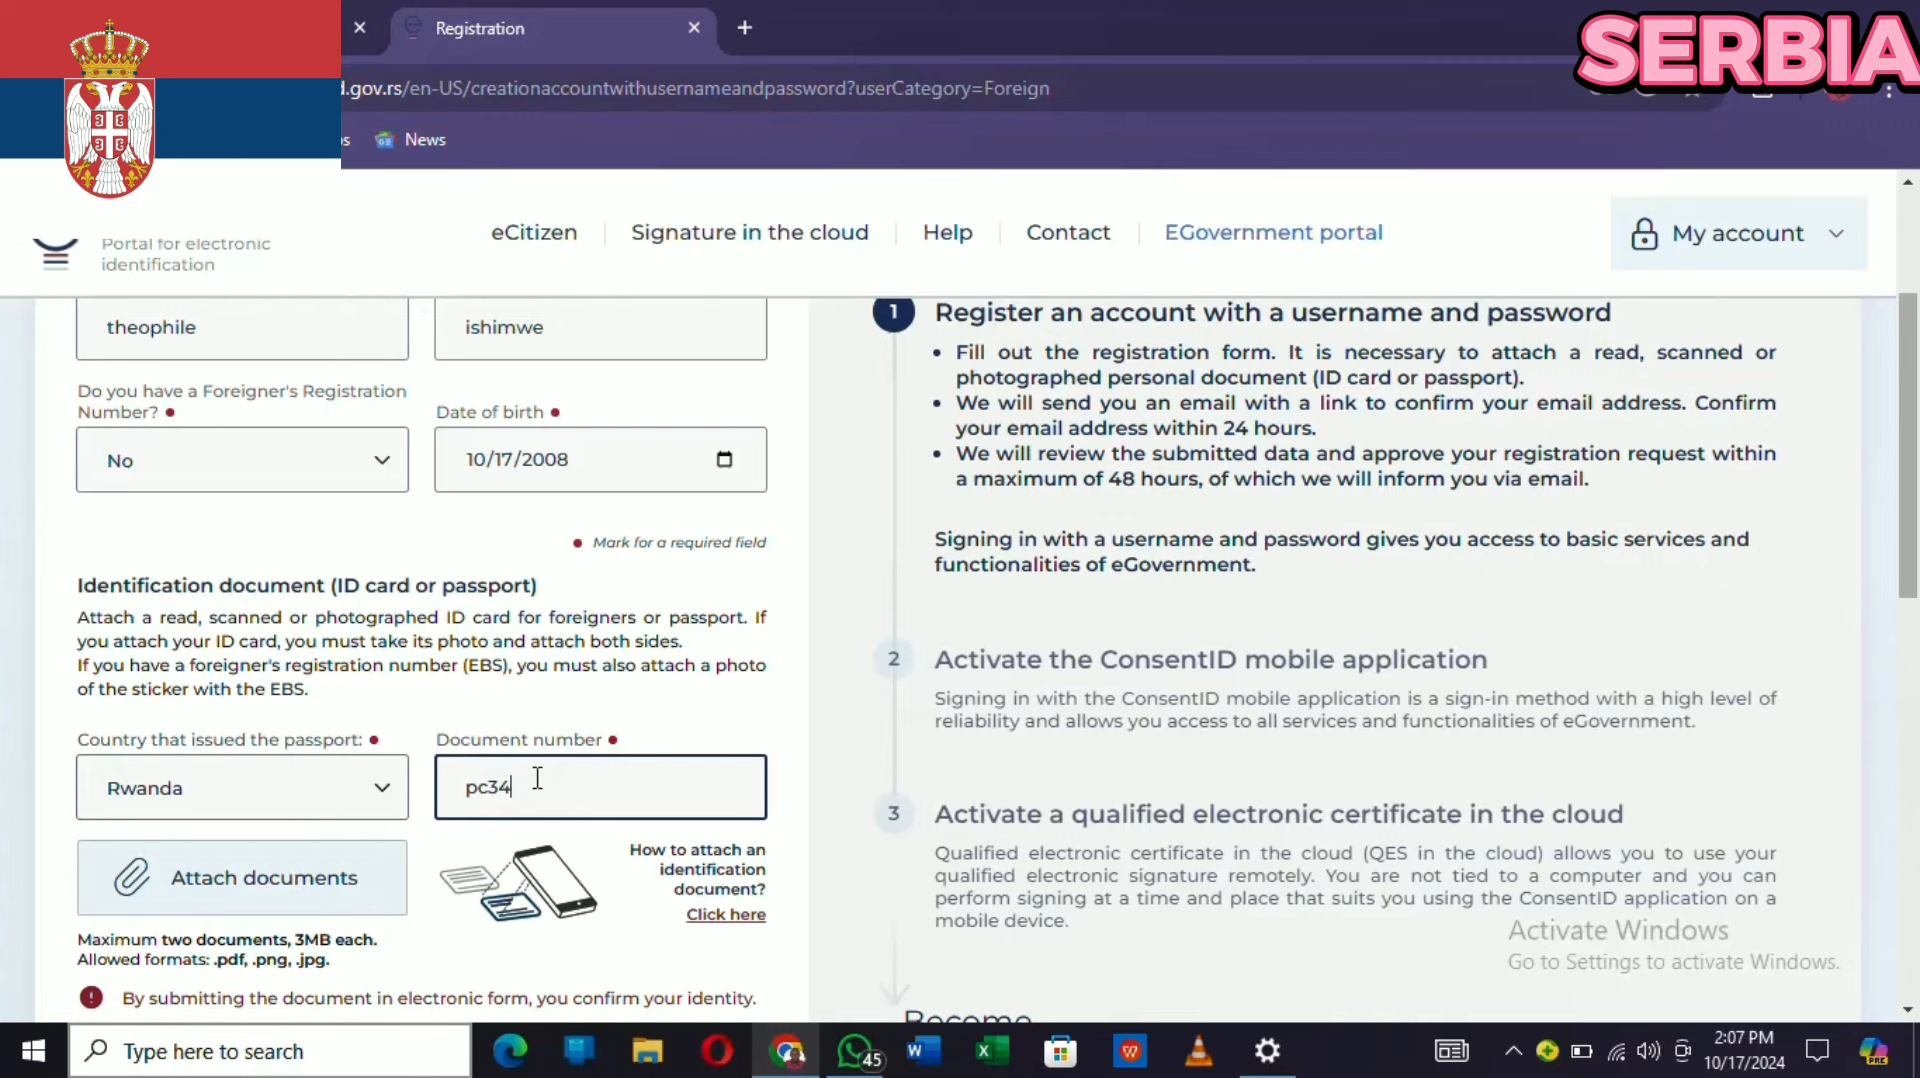 Registration
SERBIA
d.gov.rs/en-US/creationaccountwithusernameandpassword?userCategory=Foreign
News
Portal for electronic
identification
eCitizen
Signature in the cloud
Help
Contact
EGovernment portal
My account
theophile
ishimwe
Do you have a Foreigner's Registration
Number?
Date of birth
No
10/17/2008
Mark for a required field
Identification document (ID card or passport)
Attach a read, scanned or photographed ID card for foreigners or passport. If
you attach your ID card, you must take its photo and attach both sides.
If you have a foreigner's registration number (EBS), you must also attach a photo
of the sticker with the EBS.
Country that issued the passport:
Document number
Rwanda
pc34
Attach documents
How to attach an
identification
document?
Click here
Maximum two documents, 3MB each.
Allowed formats: .pdf, .png, .jpg.
By submitting the document in electronic form, you confirm your identity.
1
Register an account with a username and password
• Fill out the registration form. It is necessary to attach a read, scanned or
photographed personal document (ID card or passport).
• We will send you an email with a link to confirm your email address. Confirm
your email address within 24 hours.
• We will review the submitted data and approve your registration request within
a maximum of 48 hours, of which we will inform you via email.
Signing in with a username and password gives you access to basic services and
functionalities of eGovernment.
2
Activate the ConsentID mobile application
Signing in with the ConsentID mobile application is a sign-in method with a high level of
reliability and allows you access to all services and functionalities of eGovernment.
3
Activate a qualified electronic certificate in the cloud
Qualified electronic certificate in the cloud (QES in the cloud) allows you to use your
qualified electronic signature remotely. You are not tied to a computer and you can
perform signing at a time and place that suits you using the ConsentID application on a
mobile device.
Become
Activate Windows
Go to Settings to activate Windows.
Type here to search
45
2:07 PM
10/17/2024